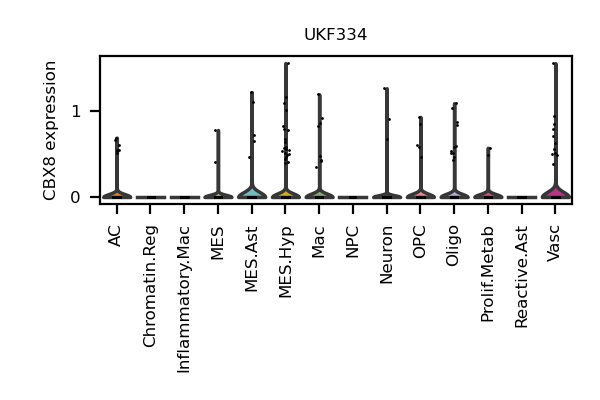 UKF334
CBX8 expression
1
0
AC
Chromatin.Reg
Inflammatory.Mac
MES
MES.Ast
MES.Hyp
Mac
NPC
Neuron
OPC
Oligo
Prolif.Metab
Reactive.Ast
Vasc